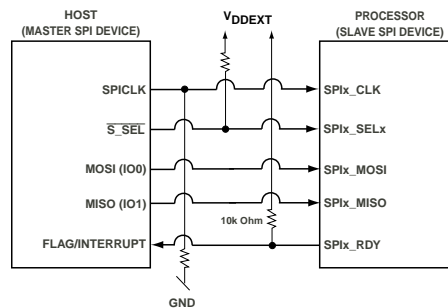 HOST
(MASTER SPI DEVICE)
VDDEXT
PROCESSOR
(SLAVE SPI DEVICE)
SPICLK
SPIx_CLK
S_SEL
SPIx_SELx
MOSI (IO0)
SPIx_MOSI
MISO (IO1)
SPIx_MISO
10k Ohm
FLAG/INTERRUPT
SPIx_RDY
GND